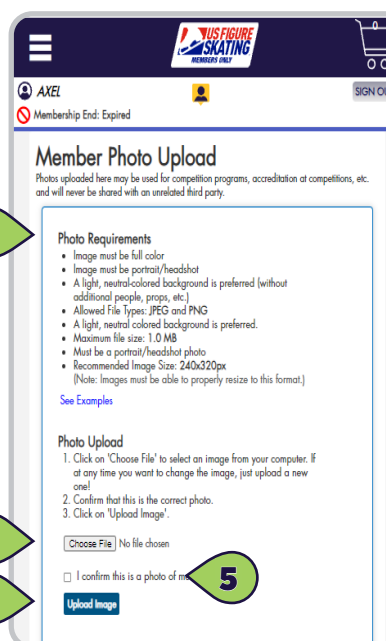 0
US FIGURE
SKATING
MEMBERS ONLY
AXEL
SIGN
Membership End: Expired
Member Photo Upload
Photos uploaded here may be used for competition programs, accreditation at competitions, etc.
and will never be shared with an unrelated third party.
Photo Requirements
• Image must be full color
• Image must be portrait/headshot
• A light, neutral-colored background is preferred (without
additional people, props, etc.)
• Allowed File Types: JPEG and PNG
• A light, neutral colored background is preferred.
• Maximum file size: 1.0 MB
• Must be a portrait/headshot photo
• Recommended Image Size: 240x320px
(Note: Images must be able to properly resize to this format.)
See Examples
Photo Upload
1. Click on 'Choose File' to select an image from your computer. If
at any time you want to change the image, just upload a new
one!
2. Confirm that this is the correct photo.
3. Click on 'Upload Image'.
Choose File No file chosen
I confirm this is a photo of
5
Upload Image